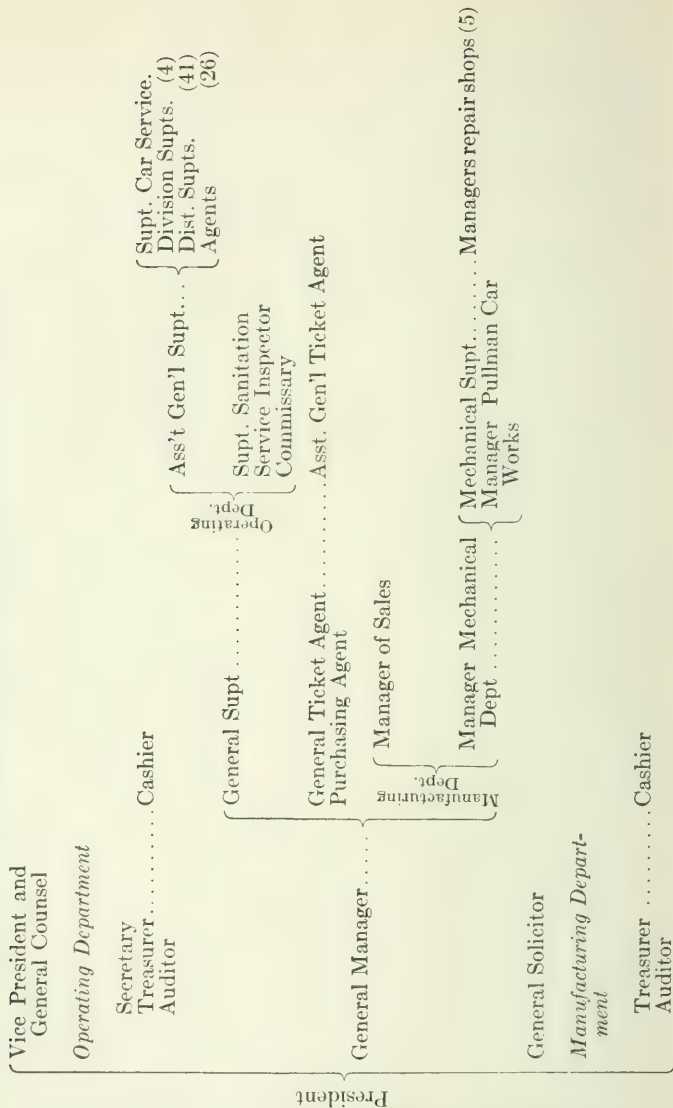 President
Vice President and
General Counsel
Operating Department
Secretary
Treasurer..........Cashier
Auditor
General Manager......
General Supt..............
Operating
Dept.
Ass't Gen'l Supt...
Supt. Car Service.
Division Supts. (4)
Dist. Supts. (41)
Agents (26)
Supt. Sanitation
Service Inspector
Commissary
General Ticket Agent............Asst. Gen'l Ticket Agent
Purchasing Agent
Manufacturing
Dept.
Manager of Sales
Manager Mechanical
Dept.............
Mechanical Supt.........Managers repair shops (5)
Manager Pullman Car
Works
General Solicitor
Manufacturing Depart-
ment
Treasurer .........Cashier
Auditor